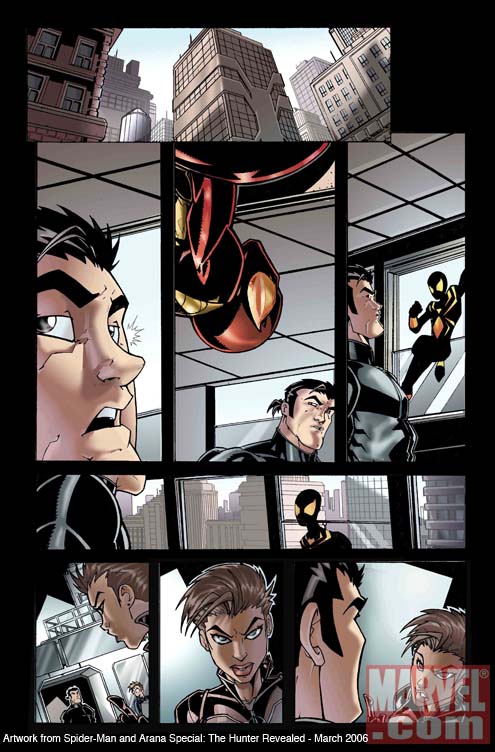 MARVEL
.com
Artwork from Spider-Man and Arana Special: The Hunter Revealed - March 2006